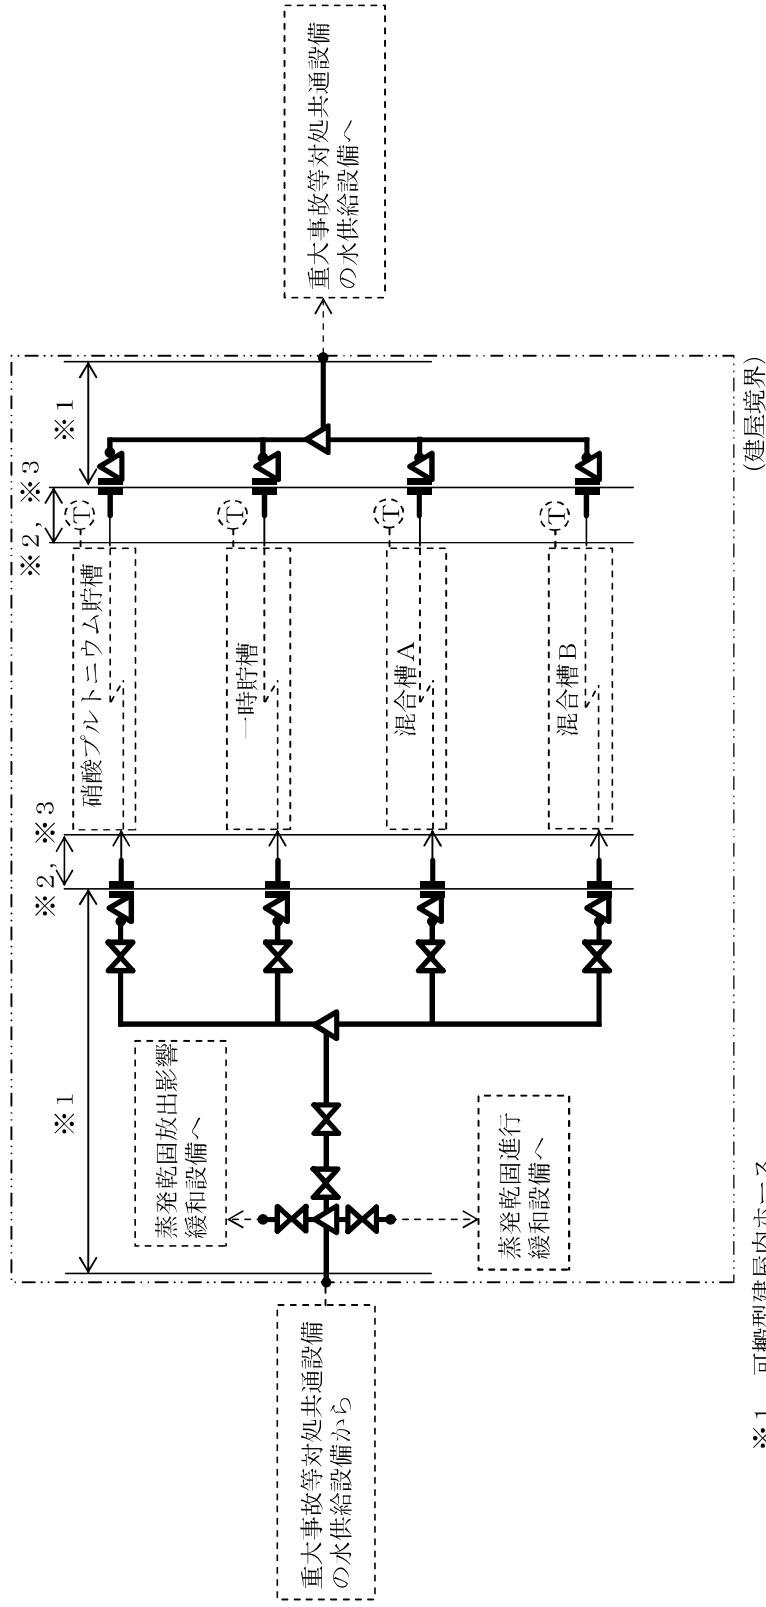 重大事故等対処共通設備
の水供給設備から
※1
蒸発乾固放出影響
緩和設備へ
蒸発乾固進行
緩和設備へ
※2，※3
硝酸プルトニウム貯槽
一時貯槽
混合槽A
混合槽B
※2，※3
T
T
T
T
※1
重大事故等対処共通設備
の水供給設備へ
(建屋境界)
※1　可搬型建屋内ホース